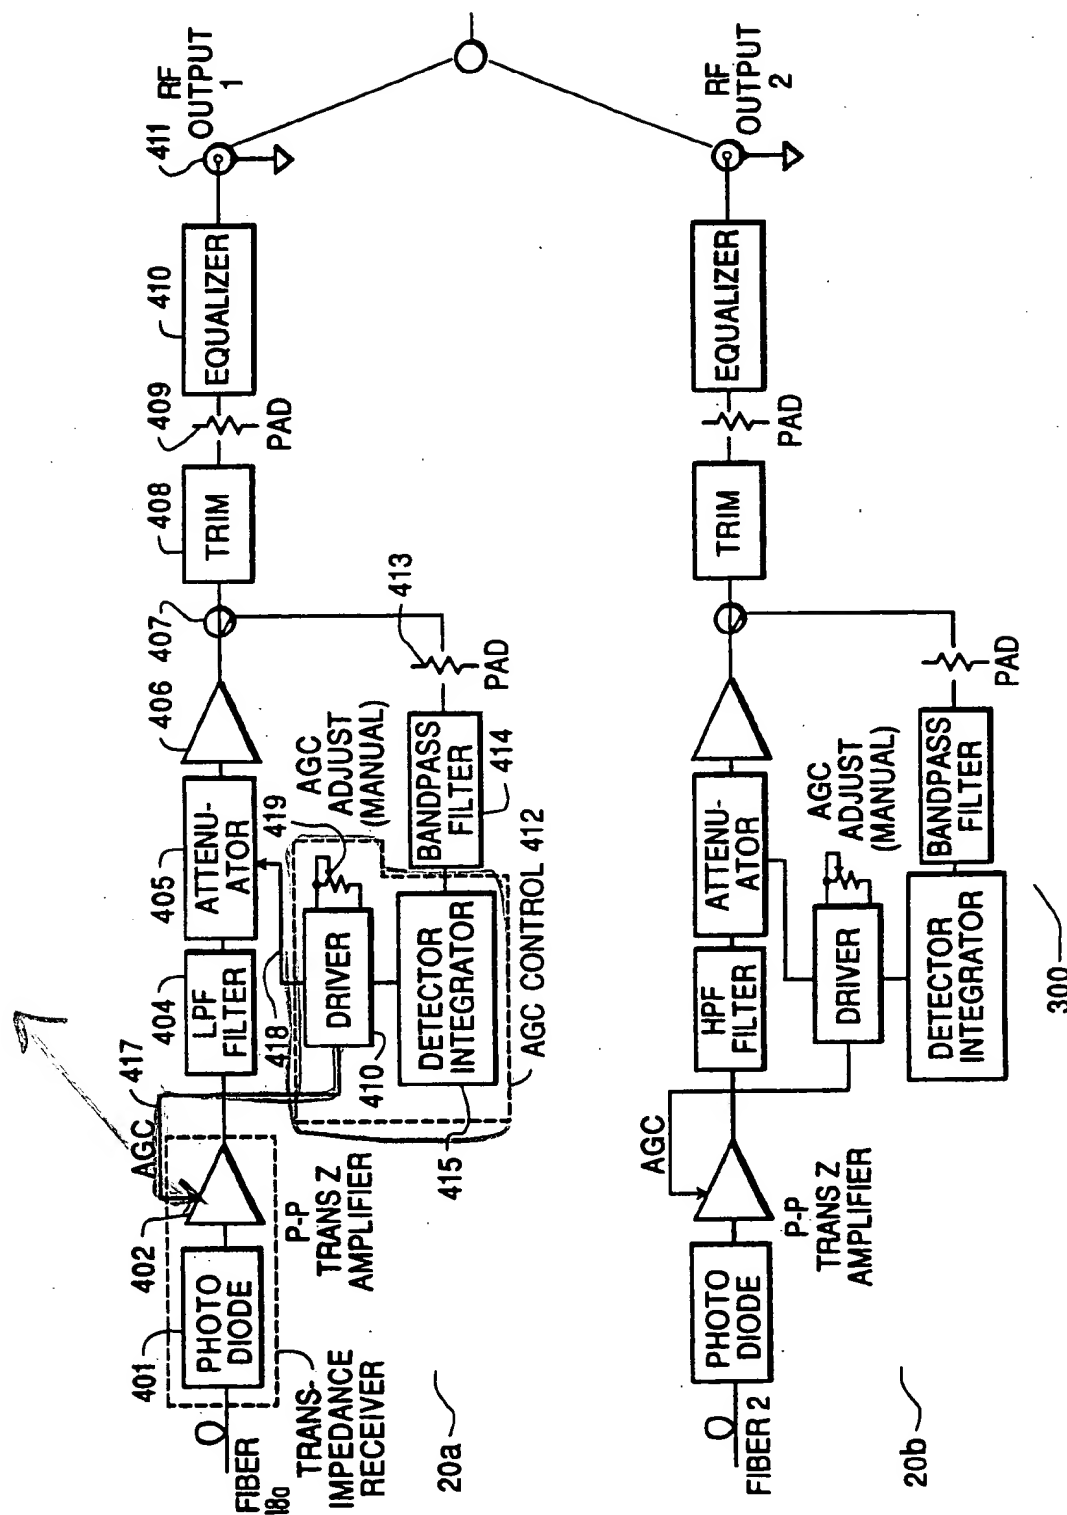 FIBER
18a
401
PHOTO
DIODE
402
AGC
417
P-P
TRANS Z
AMPLIFIER
TRANS-
IMPEDANCE
RECEIVER
404
LPF
FILTER
405
ATTENU-
ATOR
406
407
408
TRIM
409
PAD
410
EQUALIZER
411
RF
OUTPUT
1
418
419
AGC
ADJUST
(MANUAL)
DRIVER
410
DETECTOR
INTEGRATOR
415
AGC CONTROL 412
BANDPASS
FILTER
414
413
PAD
20a
FIBER 2
PHOTO
DIODE
AGC
P-P
TRANS Z
AMPLIFIER
HPF
FILTER
ATTENU-
ATOR
TRIM
PAD
EQUALIZER
RF
OUTPUT
2
AGC
ADJUST
(MANUAL)
DRIVER
DETECTOR
INTEGRATOR
BANDPASS
FILTER
PAD
20b
300